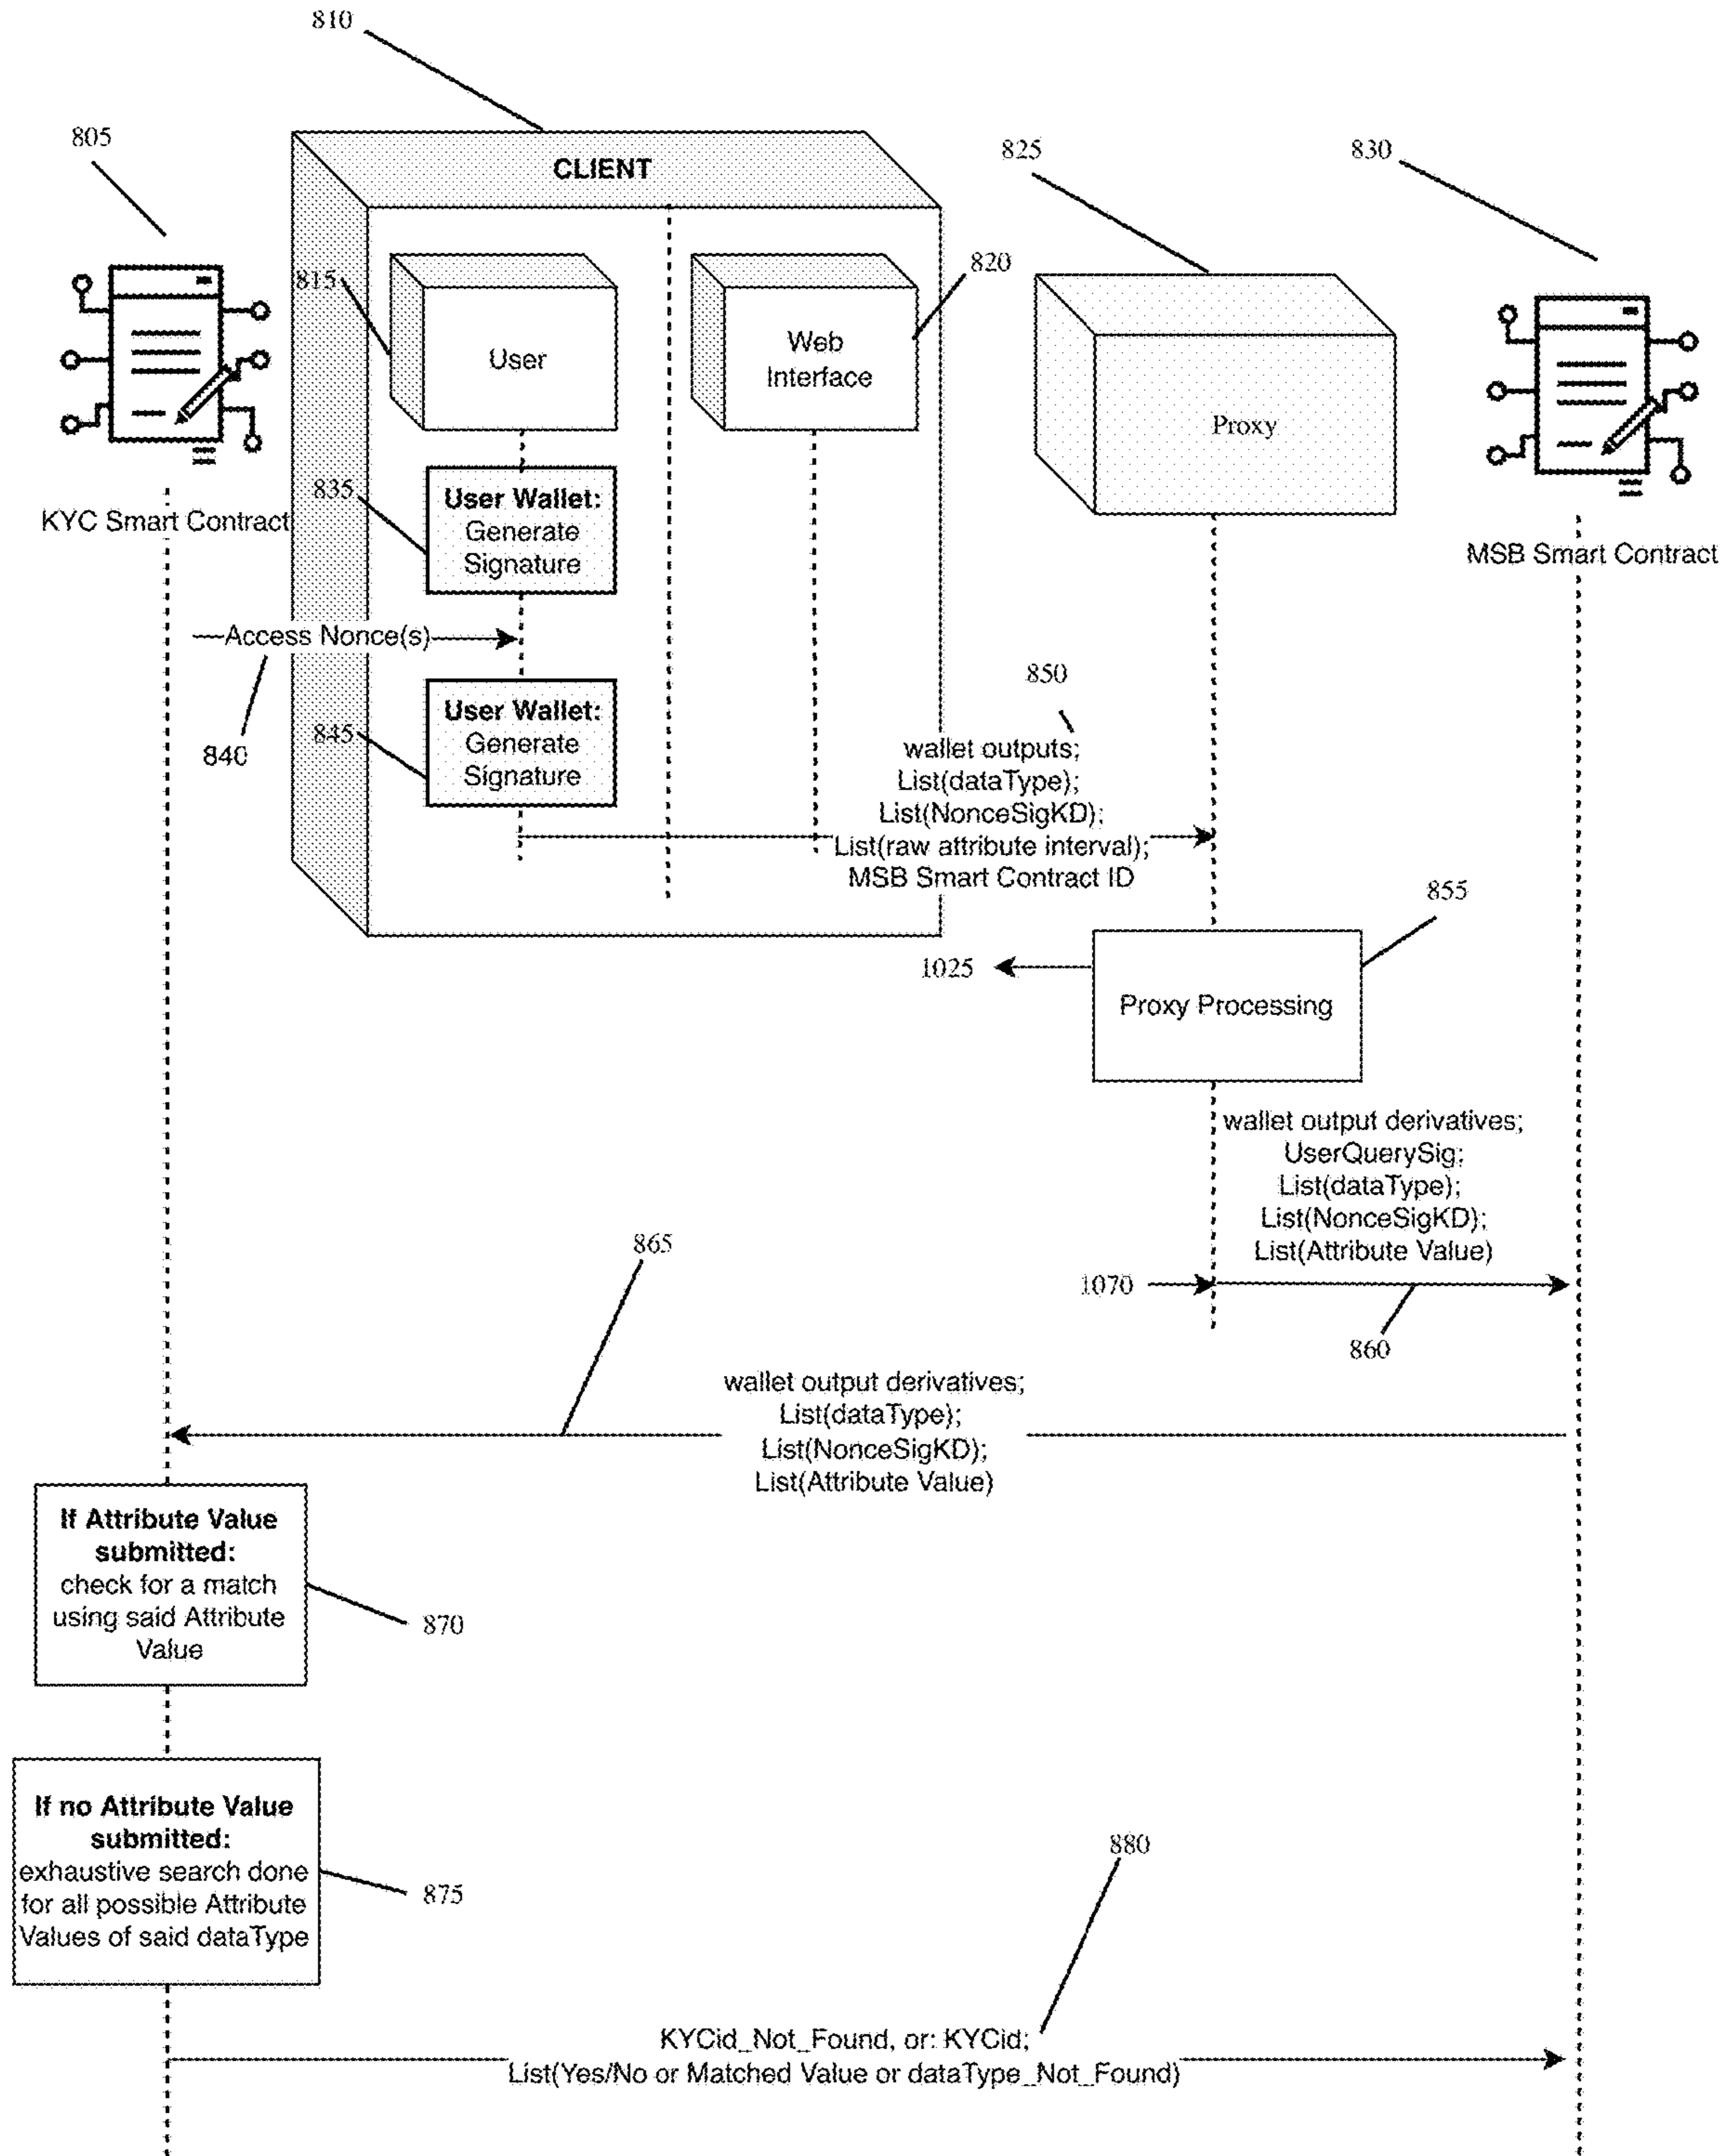 810
805
825
830
CLIENT
815
820
User
Web
Interface
Proxy
835
User Wallet:
Generate
Signature
KYC Smart Contract
MSB Smart Contract
Access Nonce(s)
840
845
User Wallet:
Generate
Signature
850
wallet outputs;
List(dataType);
List(NonceSigKD);
List(raw attribute interval);
MSB Smart Contract ID
855
1025
Proxy Processing
wallet output derivatives;
UserQuerySig;
List(dataType);
List(NonceSigKD);
List(Attribute Value)
865
1070
860
wallet output derivatives;
List(dataType);
List(NonceSigKD);
List(Attribute Value)
If Attribute Value
submitted:
check for a match
using said Attribute
Value
870
If no Attribute Value
submitted:
exhaustive search done
for all possible Attribute
Values of said dataType
875
880
KYCid_Not_Found, or: KYCid;
List(Yes/No or Matched Value or dataType_Not_Found)